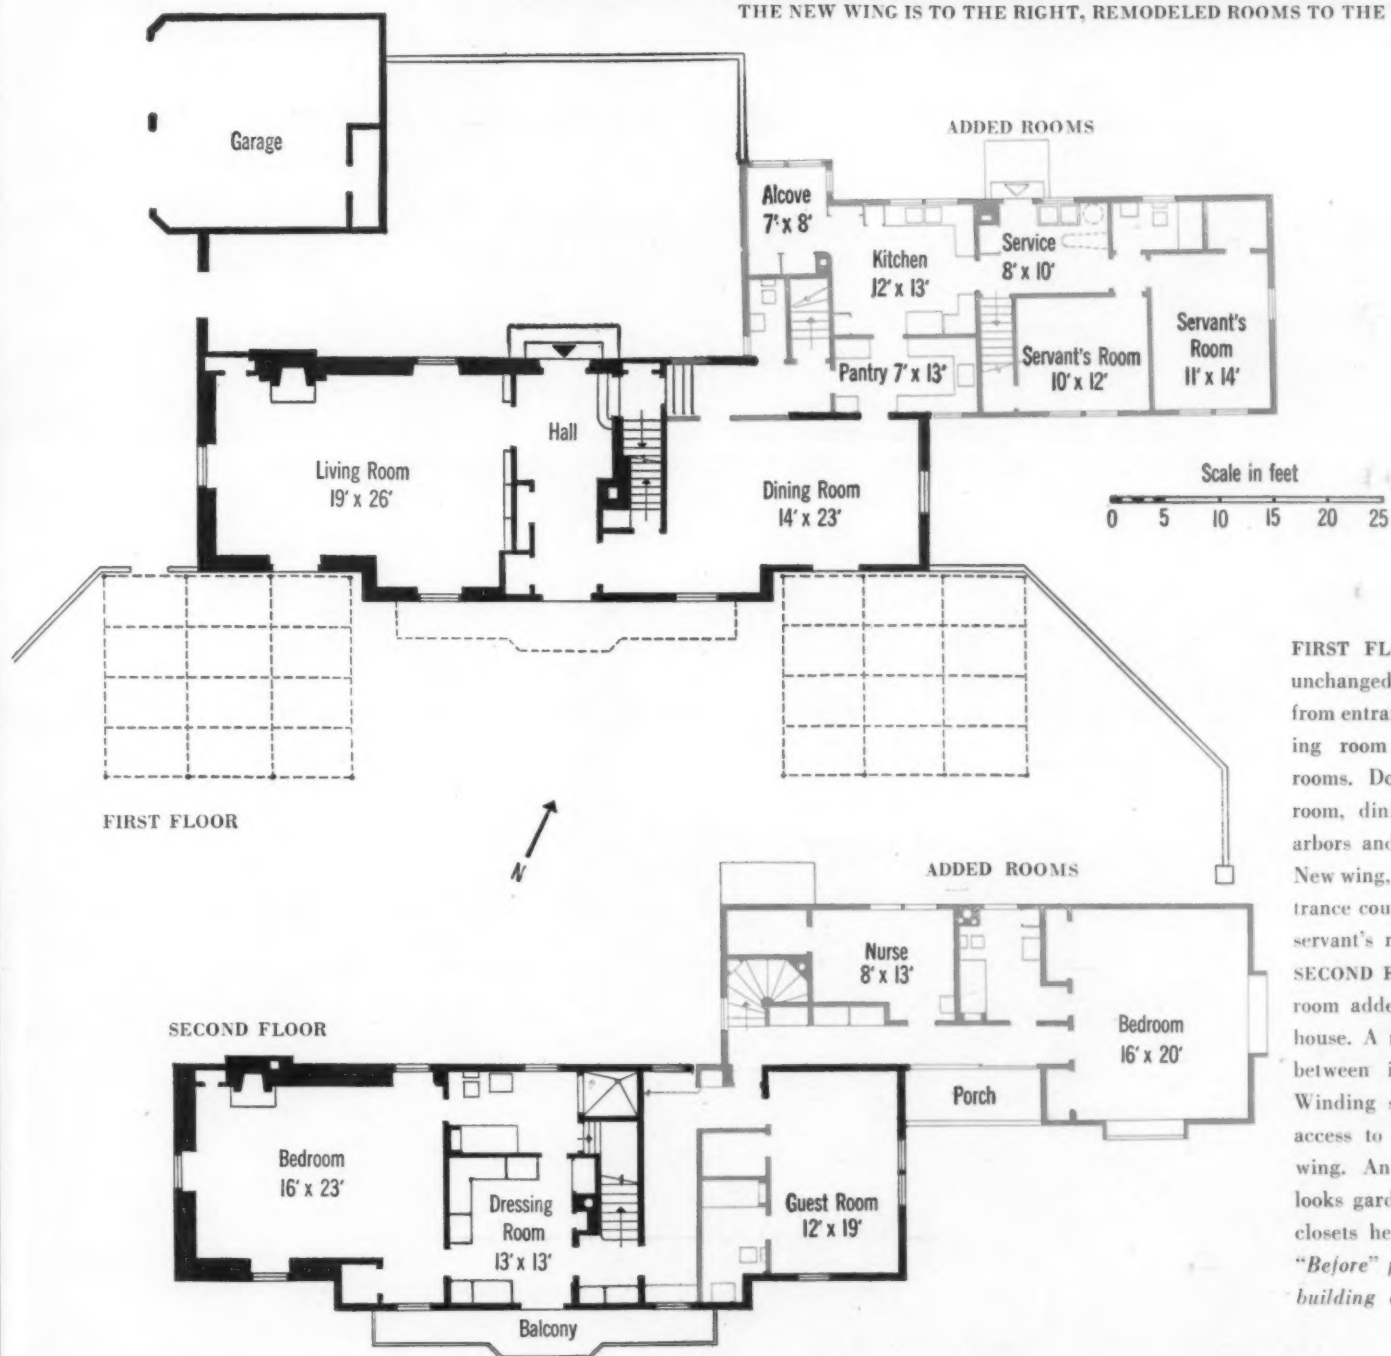 THE NEW WING IS TO THE RIGHT, REMODELED ROOMS TO THE
Garage
ADDED ROOMS
Alcove
7' x 8'
Kitchen
12' x 13'
Service
8' x 10'
Servant's
Room
11' x 14'
Servant's Room
10' x 12'
Pantry 7' x 13'
Hall
Living Room
19' x 26'
Dining Room
14' x 23'
Scale in feet
0 5 10 15 20 25
FIRST FLOOR
N
FIRST FL
unchanged
from entra
ing room
rooms. Do
room, din
arbors and
New wing,
trance cou
servant's r
SECOND F
room adde
house. A
between i
Winding s
access to
wing. An
looks gard
closets he
"Before" p
building
ADDED ROOMS
Nurse
8' x 13'
Bedroom
16' x 20'
Porch
SECOND FLOOR
Bedroom
16' x 23'
Dressing
Room
13' x 13'
Guest Room
12' x 19'
Balcony